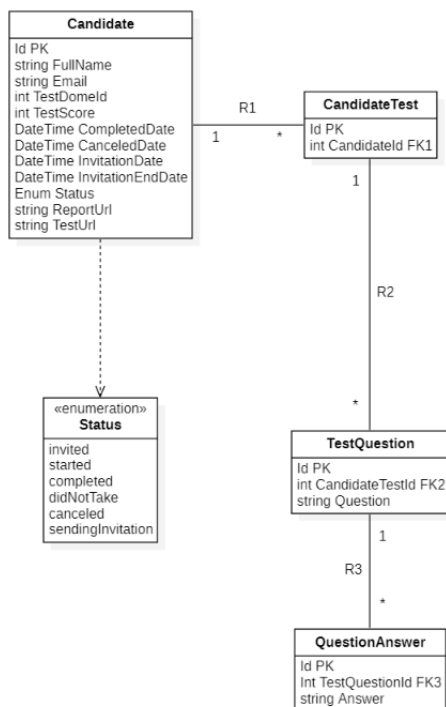 Candidate
Id PK
string FullName
string Email
int TestDomeId
int TestScore
DateTime CompletedDate
DateTime CanceledDate
DateTime InvitationDate
DateTime InvitationEndDate
Enum Status
string ReportUrl
string TestUrl
R1
1
*
CandidateTest
Id PK
int CandidateId FK1
1
R2
*
«enumeration»
Status
invited
started
completed
didNotTake
canceled
sendingInvitation
TestQuestion
Id PK
int CandidateTestId FK2
string Question
1
R3
*
QuestionAnswer
Id PK
Int TestQuestionId FK3
string Answer